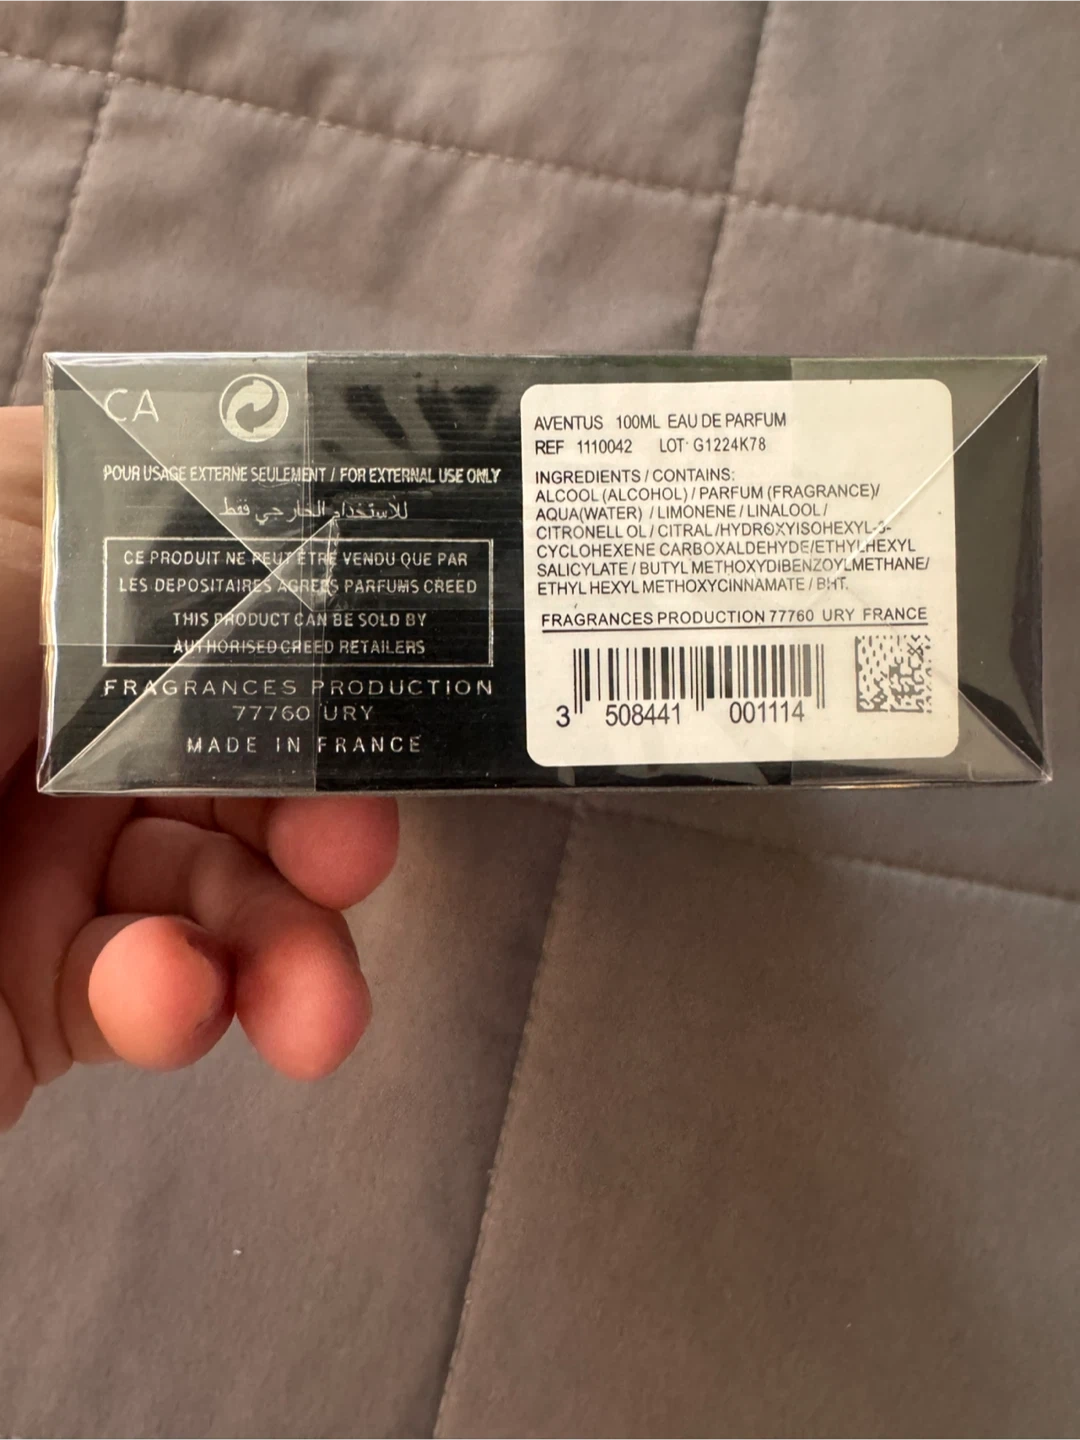 CA
POUR USAGE EXTERNE SEULEMENT / FOR EXTERNAL USE ONLY
للاستخدام الخارجي فقط
CE PRODUIT NE PEUT ETRE VENDU QUE PAR
LES DEPOSITAIRES AGREES PARFUMS CREED
THIS PRODUCT CAN BE SOLD BY
AUTHORISED CREED RETAILERS
FRAGRANCES PRODUCTION
77760 URY
MADE IN FRANCE
AVENTUS 100ML EAU DE PARFUM
REF 1110042 LOT G1224K78
INGREDIENTS / CONTAINS:
ALCOOL (ALCOHOL) / PARFUM (FRAGRANCE)/
AQUA(WATER) / LIMONENE / LINALOOL /
CITRONELL OL / CITRAL /HYDROXYISOHEXYL-3-
CYCLOHEXENE CARBOXALDEHYDE/ETHYLHEXYL
SALICYLATE / BUTYL METHOXYDIBENZOYLMETHANE/
ETHYL HEXYL METHOXYCINNAMATE / BHT.
FRAGRANCES PRODUCTION 77760 URY FRANCE
3 508441 001114